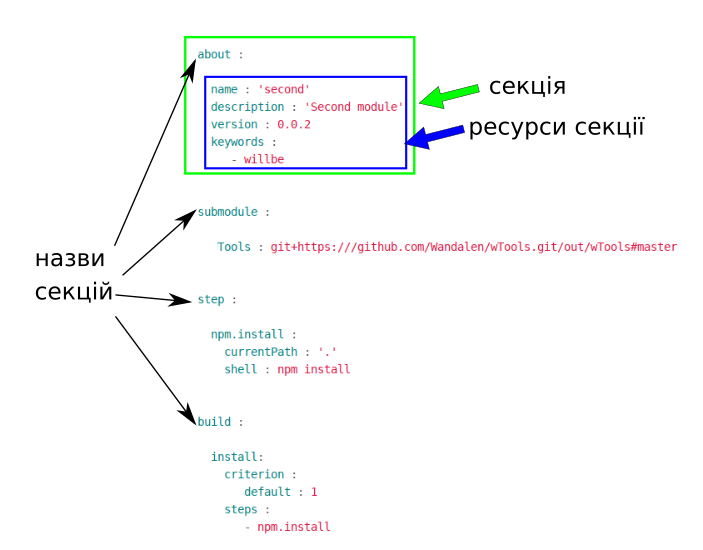 about :
name : 'second'
description : 'Second module'
version : 0.0.2
keywords :
- willbe
секція
ресурси секції
submodule :
Tools : git+https:///github.com/Wandalen/wTools.git/out/wTools#master
назви
секцій
step :
npm.install :
currentPath : '.'
shell : npm install
build :
install:
criterion :
default : 1
steps :
- npm.install